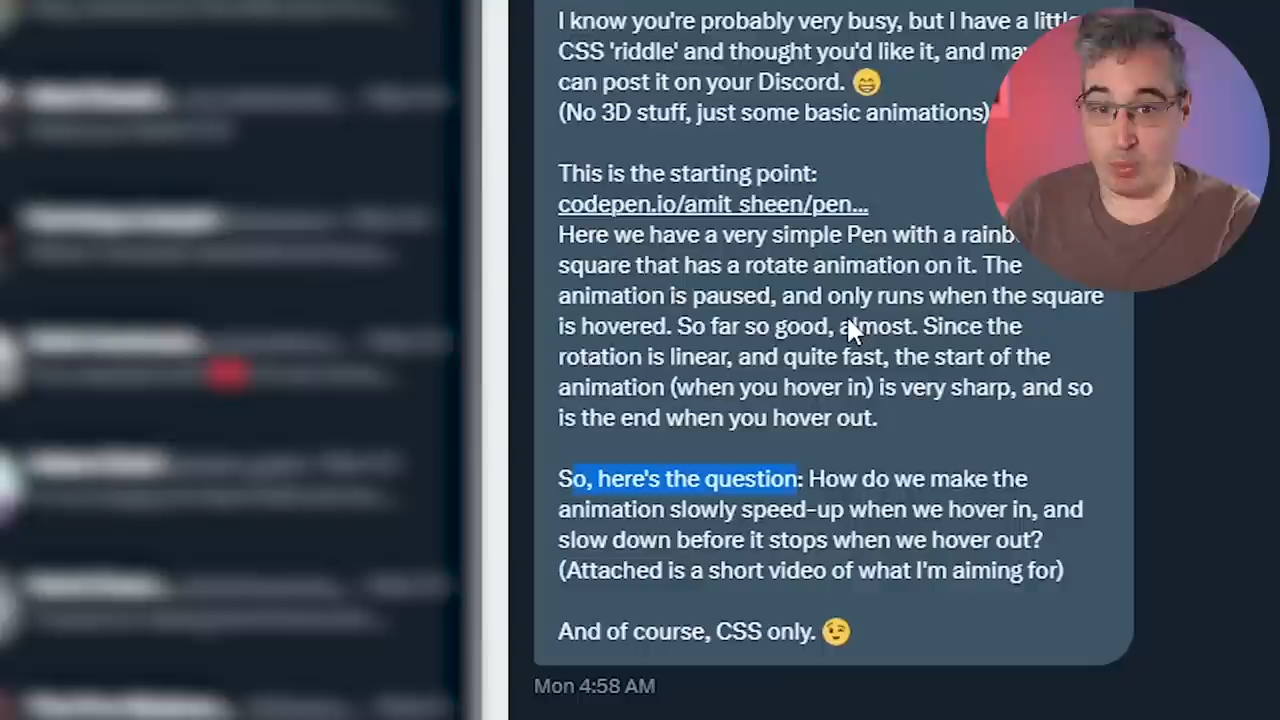 I know you're probably very busy, but I have a little
CSS 'riddle' and thought you'd like it, and
can post it on your Discord. 😁
(No 3D stuff, just some basic animations)
This is the starting point:
codepen.io/amit_sheen/pen...
Here we have a very simple Pen with a
square that has a rotate animation on it. The
animation is paused, and only runs when the square
is hovered. So far so good, almost. Since the
rotation is linear, and quite fast, the start of the
animation (when you hover in) is very sharp, and so
is the end when you hover out.
So, here's the question: How do we make the
animation slowly speed-up when we hover in, and
slow down before it stops when we hover out?
(Attached is a short video of what I'm aiming for)
And of course, CSS only. 😉
Mon 4:58 AM